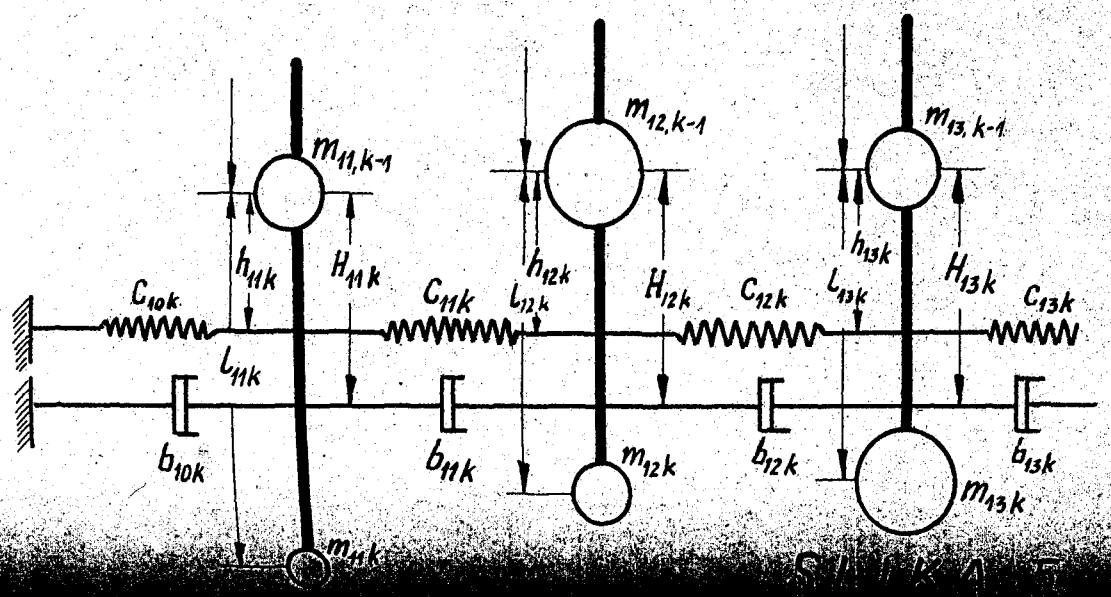 m11,k-1
m12,k-1
m13,k-1
h11k
H11k
h12k
H12k
h13k
H13k
C10k
C11k
l12k
C12k
l13k
C13k
l11k
b10k
b11k
b12k
b13k
m12k
m13k
m11k
SLIKA